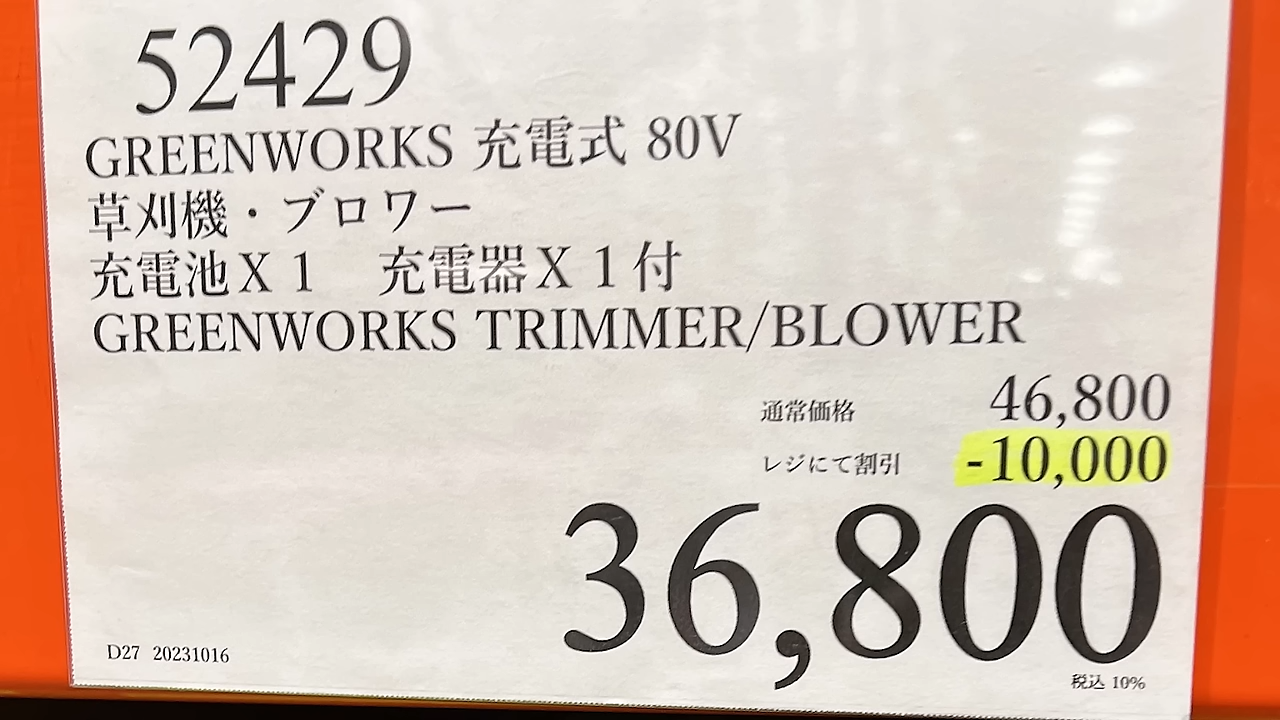 52429
GREENWORKS 充電式 80V
草刈機・ブロワー
充電池X1　充電器X1付
GREENWORKS TRIMMER/BLOWER
通常価格 46,800
レジにて割引 -10,000
36,800
税込 10%
D27 20231016